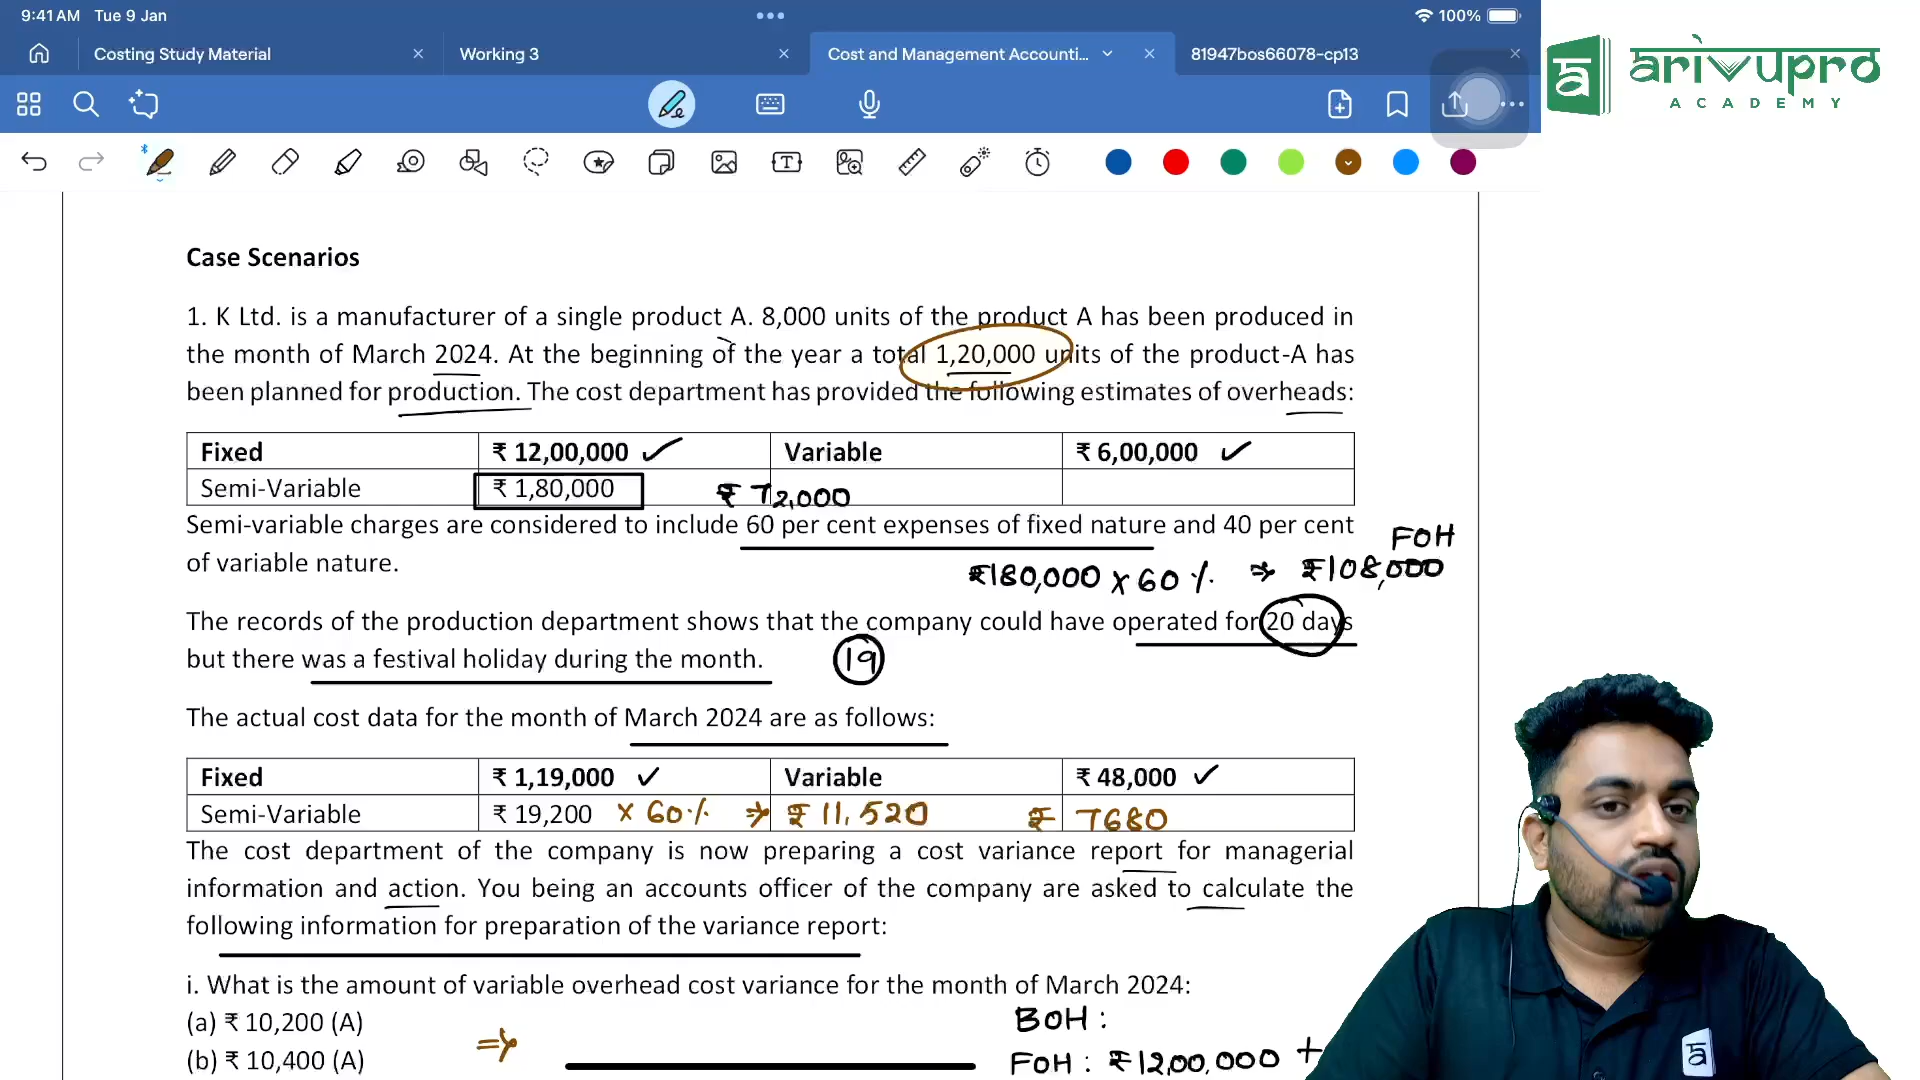 9:41 AM Tue 9 Jan
100%
Costing Study Material
Working 3
Cost and Management Accounti...
81947bos66078-cp13
ā arivupro
ACADEMY
Case Scenarios
1. K Ltd. is a manufacturer of a single product A. 8,000 units of the product A has been produced in
the month of March 2024. At the beginning of the year a total 1,20,000 units of the product-A has
been planned for production. The cost department has provided the following estimates of overheads:
Fixed ₹ 12,00,000 Variable ₹ 6,00,000
Semi-Variable ₹ 1,80,000 ₹ 72,000
Semi-variable charges are considered to include 60 per cent expenses of fixed nature and 40 per cent
FOH
of variable nature.
₹180,000 × 60% ⇒ ₹108,000
The records of the production department shows that the company could have operated for 20 days
but there was a festival holiday during the month. 19
The actual cost data for the month of March 2024 are as follows:
Fixed ₹ 1,19,000 Variable ₹ 48,000
Semi-Variable ₹ 19,200 × 60% ⇒ ₹ 11,520 ₹ 7680
The cost department of the company is now preparing a cost variance report for managerial
information and action. You being an accounts officer of the company are asked to calculate the
following information for preparation of the variance report:
i. What is the amount of variable overhead cost variance for the month of March 2024:
(a) ₹ 10,200 (A)
BOH :
(b) ₹ 10,400 (A) ⇒
FOH : ₹12,00,000 +
ā